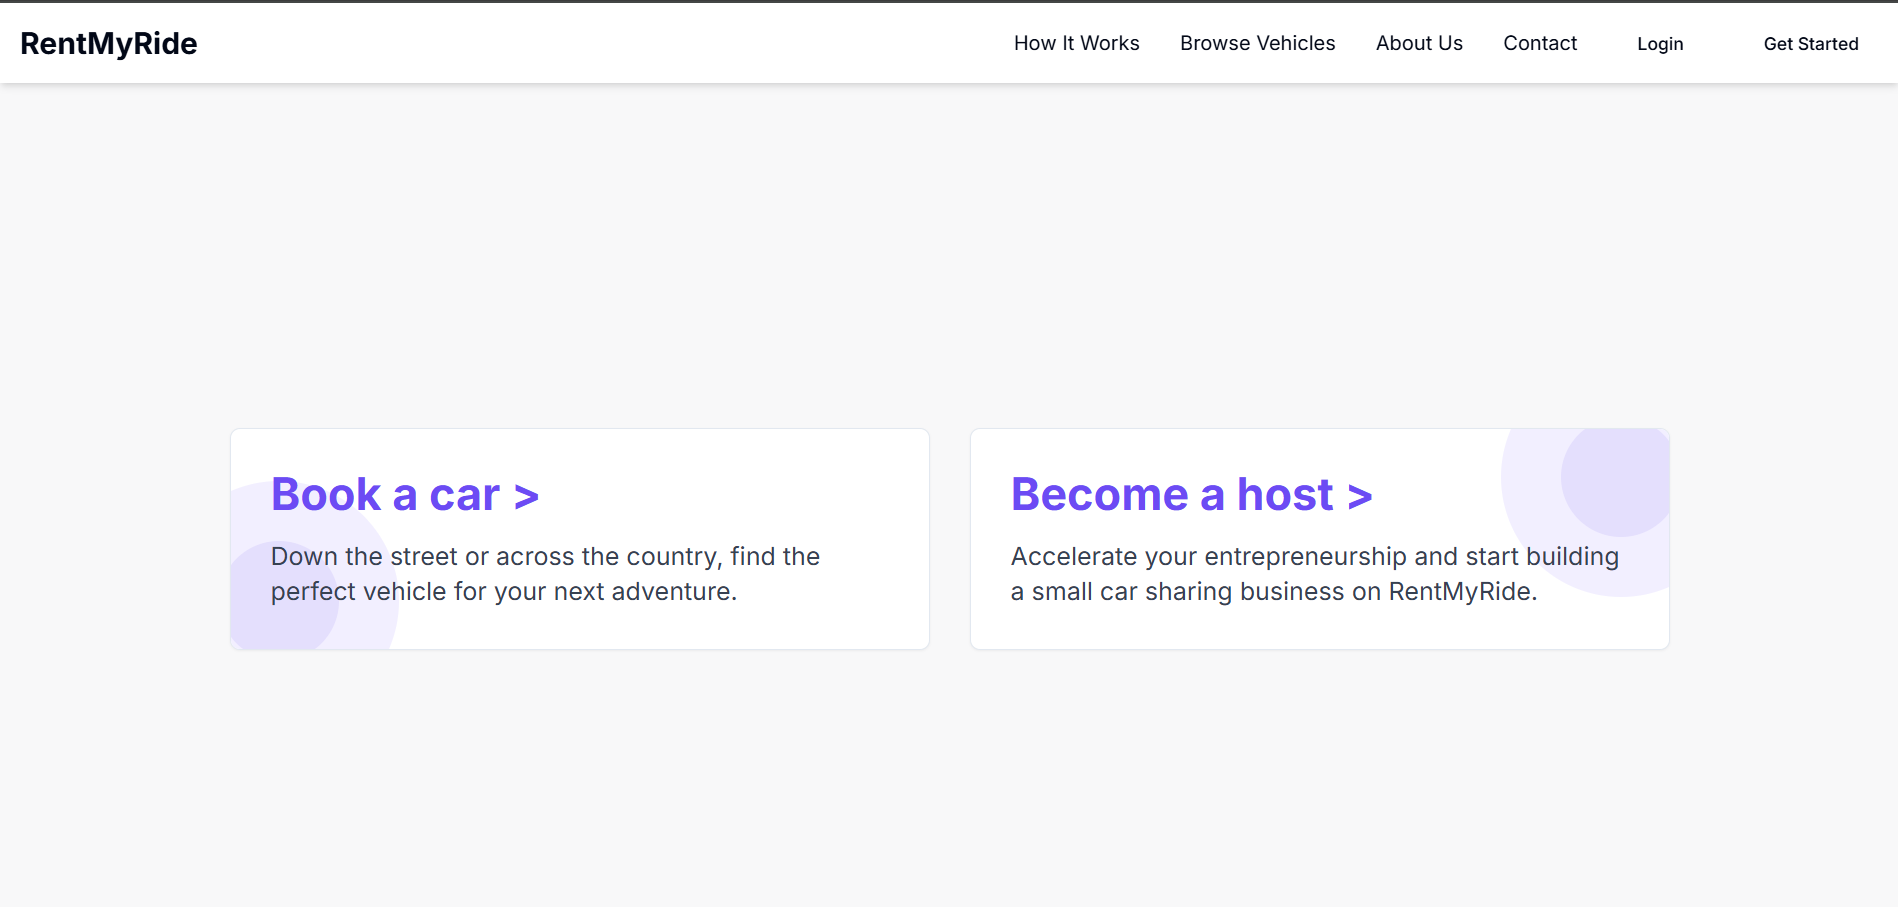 RentMyRide
How It Works
Browse Vehicles
About Us
Contact
Login
Get Started
Book a car >
Down the street or across the country, find the
perfect vehicle for your next adventure.
Become a host >
Accelerate your entrepreneurship and start building
a small car sharing business on RentMyRide.